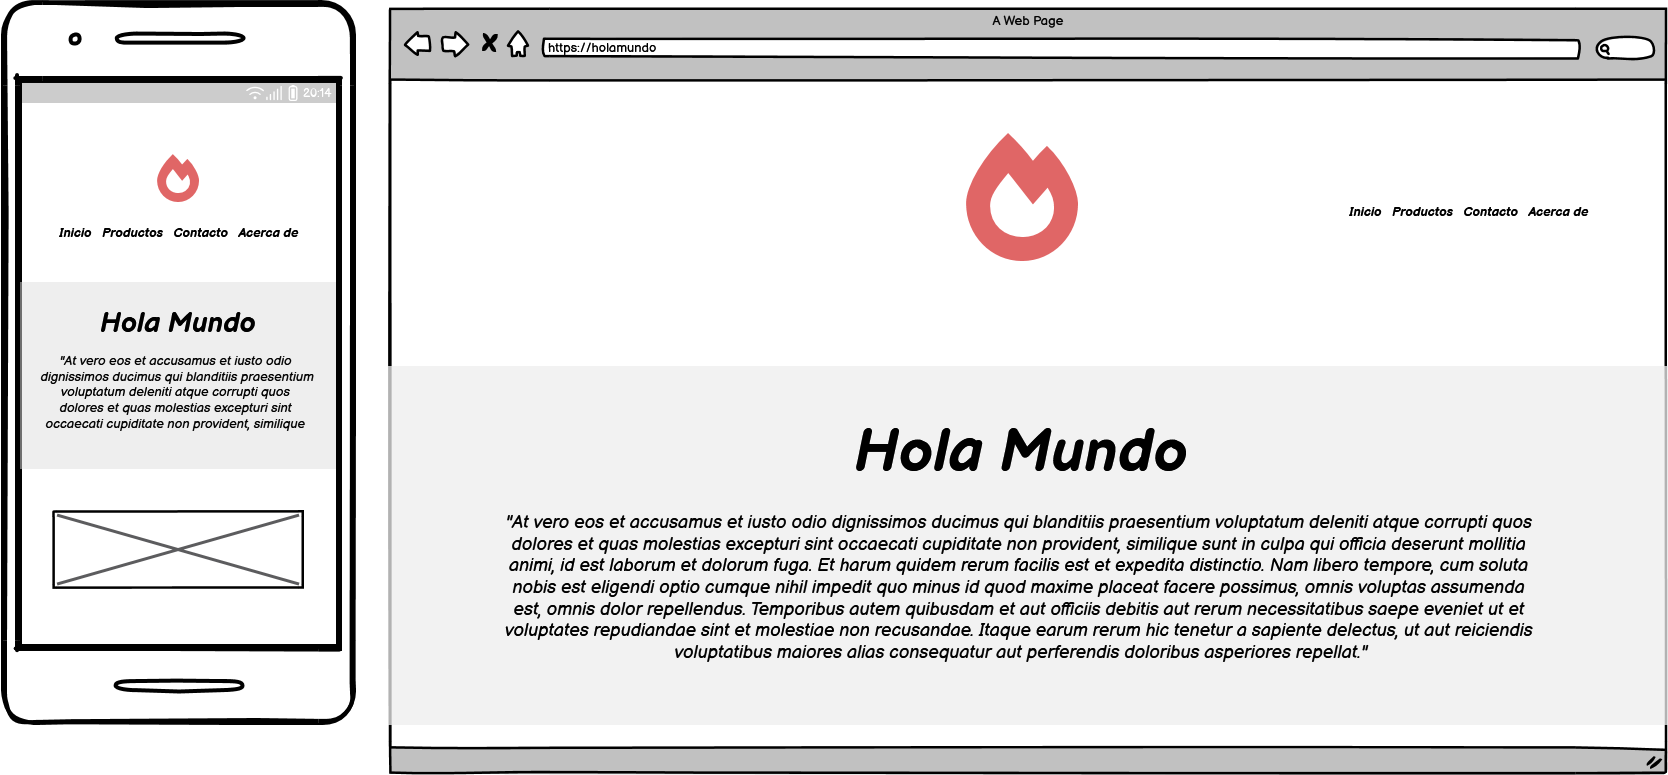 20:14
Inicio Productos Contacto Acerca de
Hola Mundo
"At vero eos et accusamus et iusto odio
dignissimos ducimus qui blanditiis praesentium
voluptatum deleniti atque corrupti quos
dolores et quas molestias excepturi sint
occaecati cupiditate non provident, similique
A Web Page
https://holamundo
Inicio Productos Contacto Acerca de
Hola Mundo
"At vero eos et accusamus et iusto odio dignissimos ducimus qui blanditiis praesentium voluptatum deleniti atque corrupti quos
dolores et quas molestias excepturi sint occaecati cupiditate non provident, similique sunt in culpa qui officia deserunt mollitia
animi, id est laborum et dolorum fuga. Et harum quidem rerum facilis est et expedita distinctio. Nam libero tempore, cum soluta
nobis est eligendi optio cumque nihil impedit quo minus id quod maxime placeat facere possimus, omnis voluptas assumenda
est, omnis dolor repellendus. Temporibus autem quibusdam et aut officiis debitis aut rerum necessitatibus saepe eveniet ut et
voluptates repudiandae sint et molestiae non recusandae. Itaque earum rerum hic tenetur a sapiente delectus, ut aut reiciendis
voluptatibus maiores alias consequatur aut perferendis doloribus asperiores repellat."